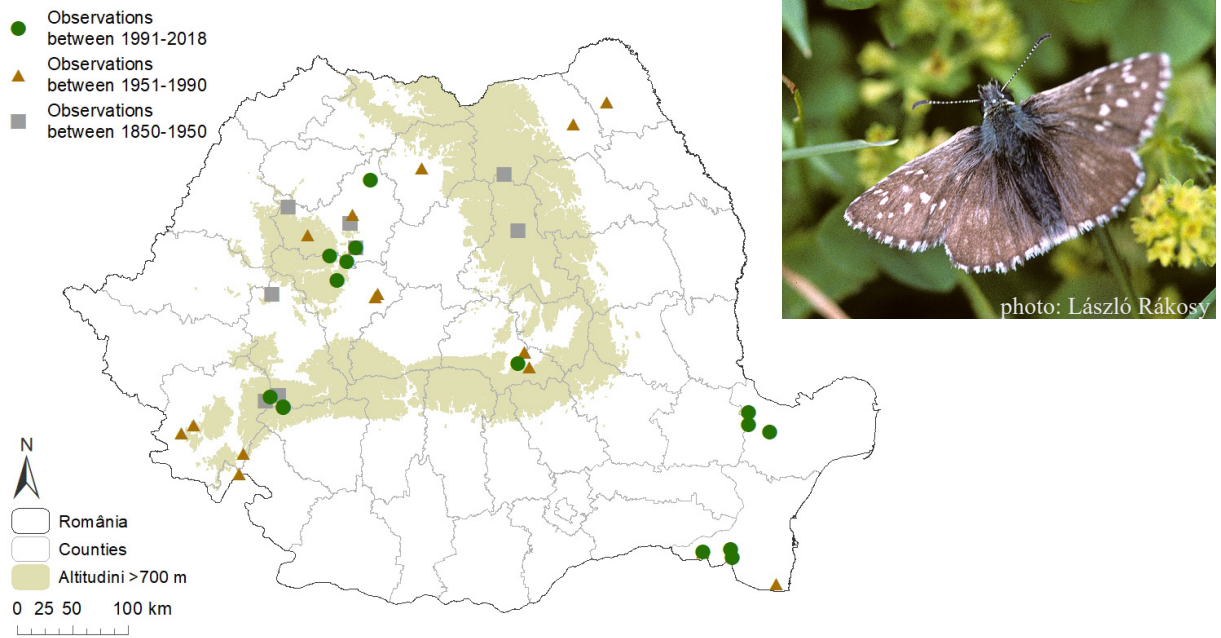 Observations
between 1991-2018
Observations
between 1951-1990
Observations
between 1850-1950
photo: László Rákosy
N
România
Counties
Altitudini >700 m
0 25 50 100 km